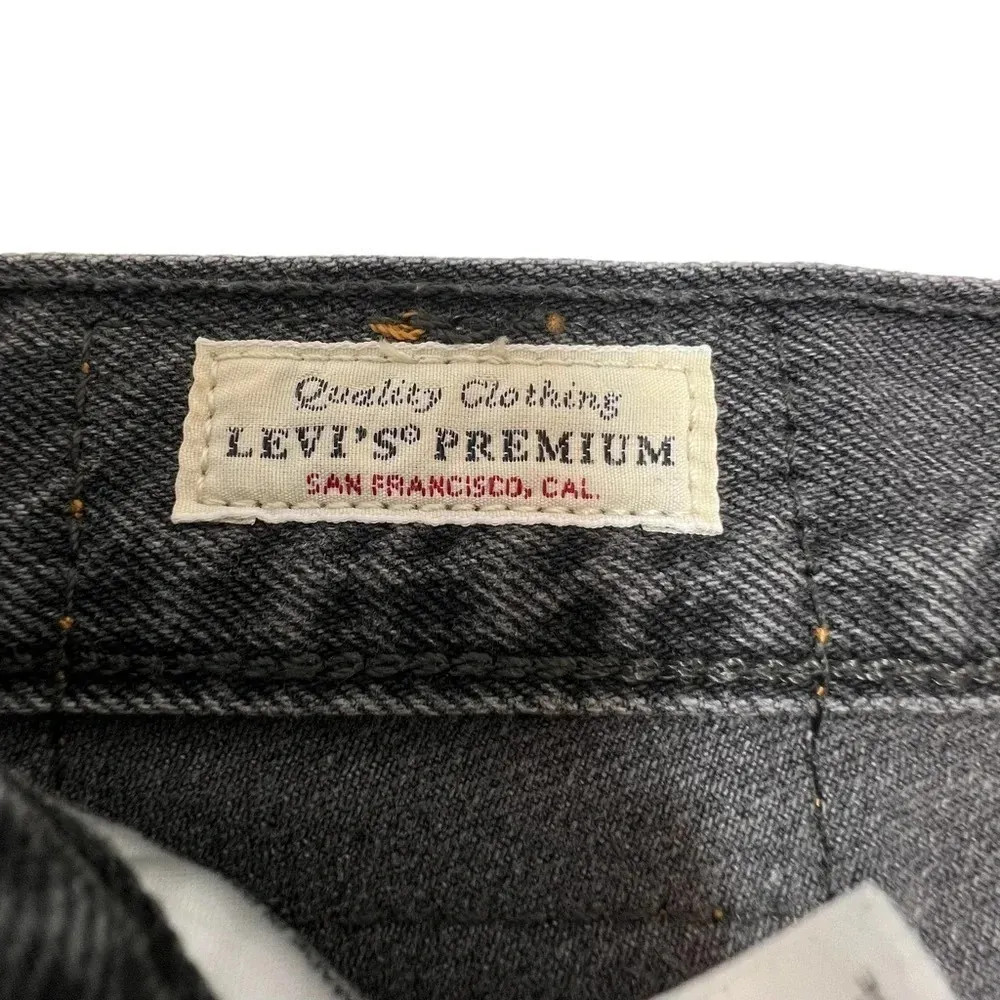 Quality Clothing
LEVI'S® PREMIUM
SAN FRANCISCO, CAL.